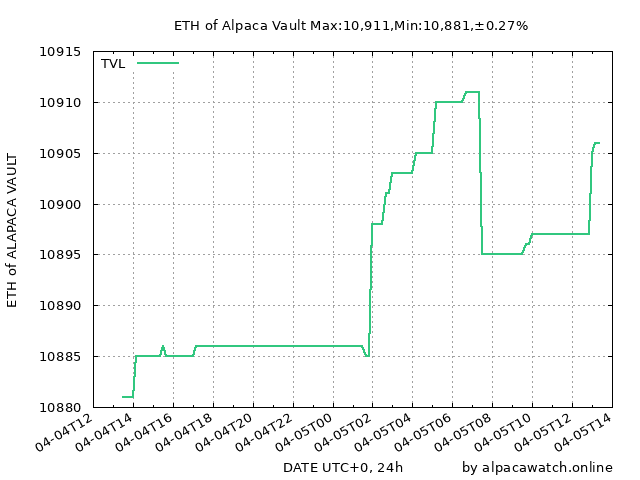 ETH of Alpaca Vault Max:10,911,Min:10,881,±0.27%
TVL
ETH of ALAPACA VAULT
10915
10910
10905
10900
10895
10890
10885
10880
04-04T12
04-04T14
04-04T16
04-04T18
04-04T20
04-04T22
04-05T00
04-05T02
04-05T04
04-05T06
04-05T08
04-05T10
04-05T12
04-05T14
DATE UTC+0, 24h
by alpacawatch.online